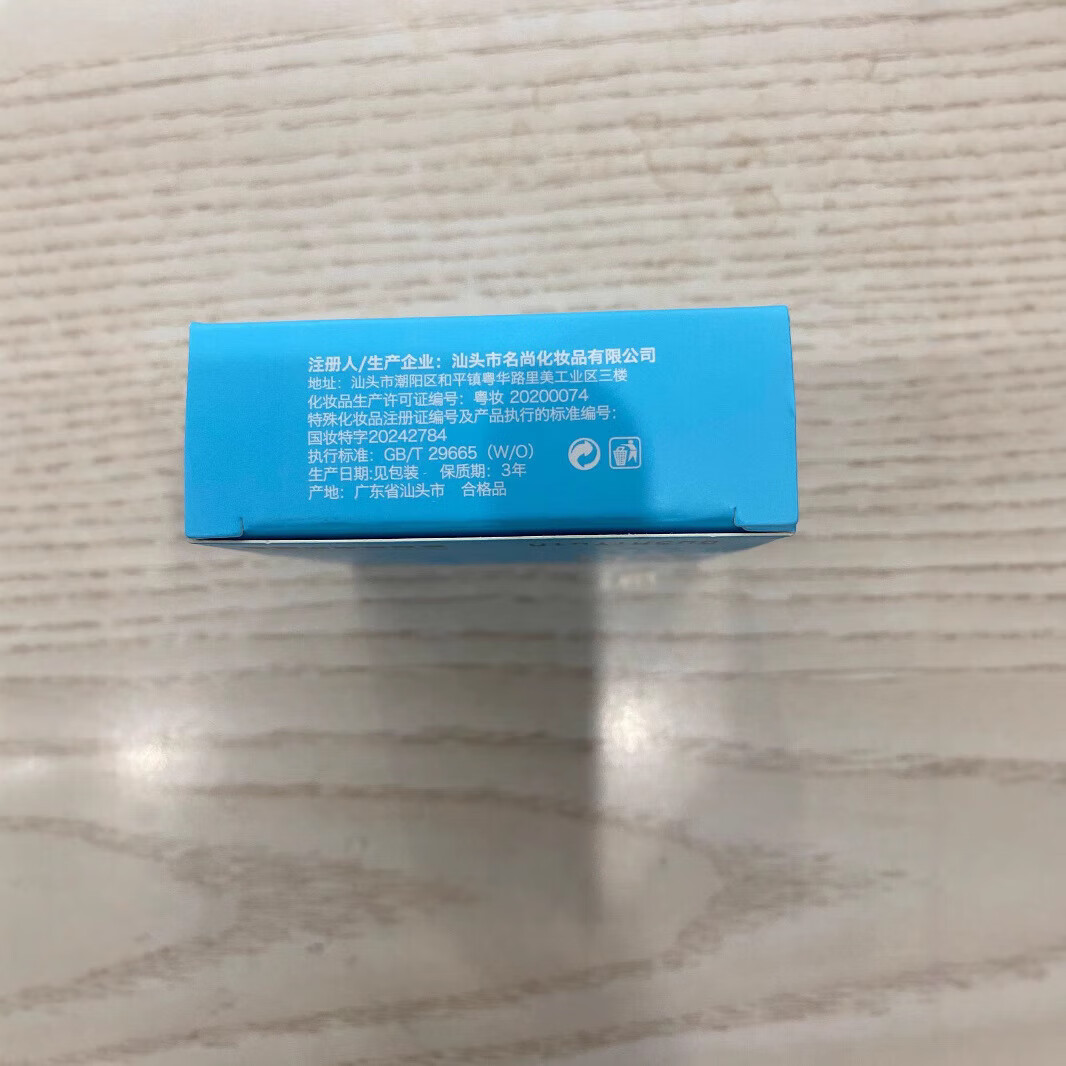 注册人/生产企业：汕头市名尚化妆品有限公司
地址：汕头市潮阳区和平镇粤华路里美工业区三楼
化妆品生产许可证编号：粤妆 20200074
特殊化妆品注册证编号及产品执行的标准编号：
国妆特字20242784
执行标准：GB/T 29665（W/O）
生产日期:见包装 保质期：3年
产地：广东省汕头市 合格品